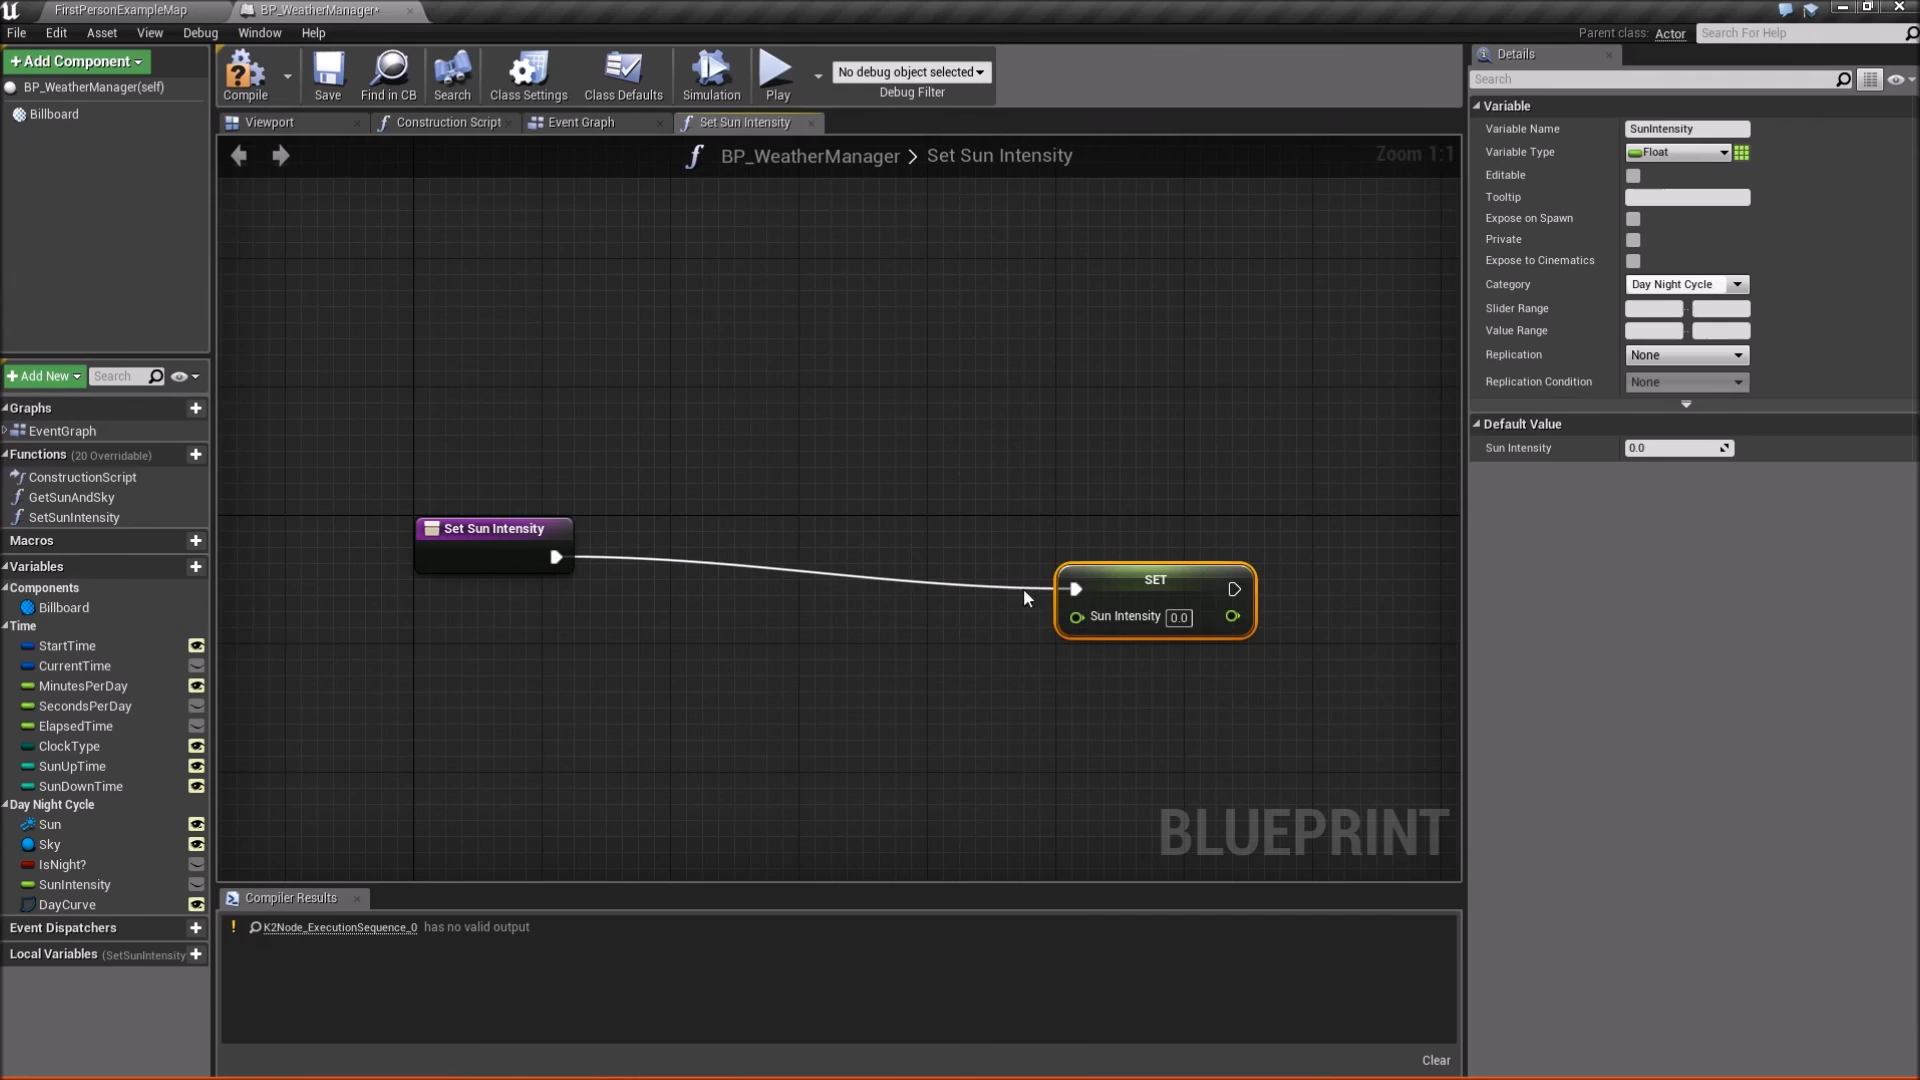 FirstPersonExampleMap
BP_WeatherManager*
File Edit Asset View Debug Window Help
Parent class: Actor
Search For Help
+Add Component
BP_WeatherManager(self)
Billboard
Compile
Save
Find in CB
Search
Class Settings
Class Defaults
Simulation
Play
No debug object selected
Debug Filter
Viewport
Construction Script
Event Graph
Set Sun Intensity
BP_WeatherManager > Set Sun Intensity
Zoom 1:1
Set Sun Intensity
SET
Sun Intensity 0.0
BLUEPRINT
+Add New
Search
Graphs
EventGraph
Functions (20 Overridable)
ConstructionScript
GetSunAndSky
SetSunIntensity
Macros
Variables
Components
Billboard
Time
StartTime
CurrentTime
MinutesPerDay
SecondsPerDay
ElapsedTime
ClockType
SunUpTime
SunDownTime
Day Night Cycle
Sun
Sky
IsNight?
SunIntensity
DayCurve
Event Dispatchers
Local Variables (SetSunIntensity
Compiler Results
K2Node_ExecutionSequence_0 has no valid output
Clear
Details
Search
Variable
Variable Name SunIntensity
Variable Type Float
Editable
Tooltip
Expose on Spawn
Private
Expose to Cinematics
Category Day Night Cycle
Slider Range
Value Range
Replication None
Replication Condition None
Default Value
Sun Intensity 0.0